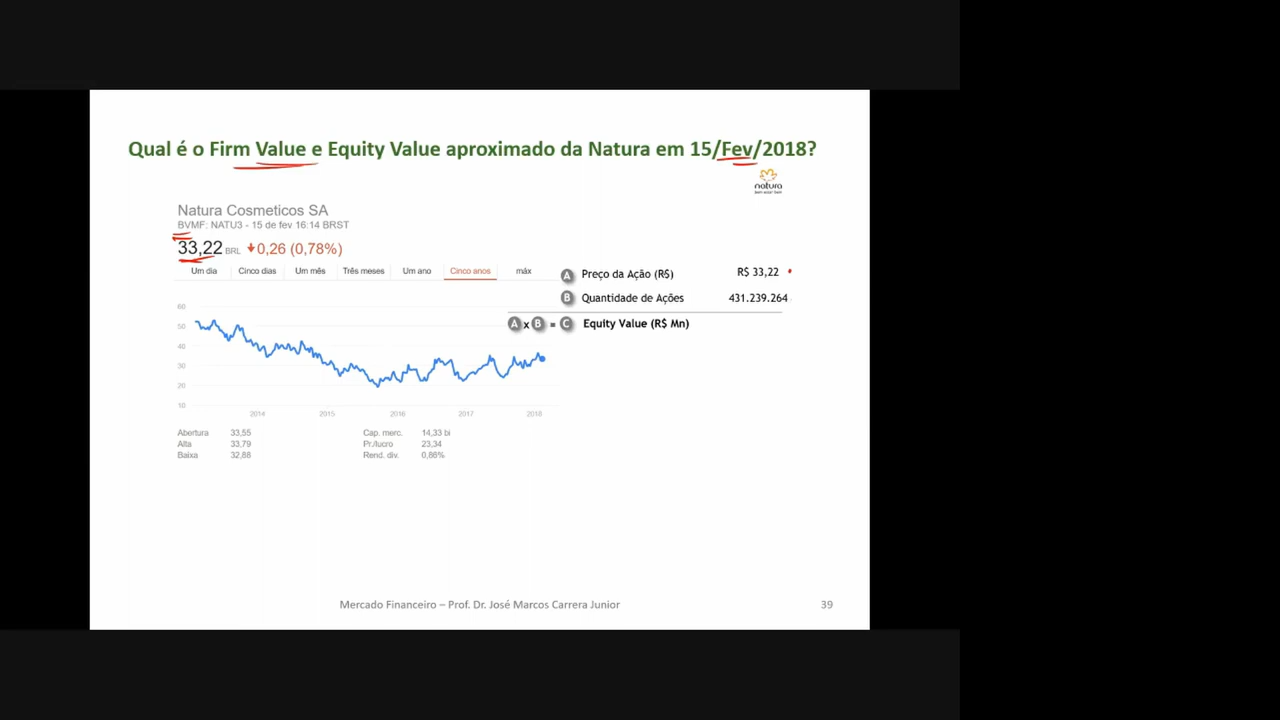 Qual é o Firm Value e Equity Value aproximado da Natura em 15/Fev/2018?
natura
Natura Cosmeticos SA
BVMF: NATU3 - 15 de fev 16:14 BRST
33,22 BRL 0,26 (0,78%)
Um dia Cinco dias Um mês Três meses Um ano Cinco anos máx
60
50
40
30
20
10
2014 2015 2016 2017 2018
Abertura 33,55 Cap. merc. 14,33 bi
Alta 33,79 Pr./lucro 23,34
Baixa 32,88 Rend. div. 0,86%
A Preço da Ação (R$) R$ 33,22
B Quantidade de Ações 431.239.264
A x B = C Equity Value (R$ Mn)
Mercado Financeiro – Prof. Dr. José Marcos Carrera Junior 39